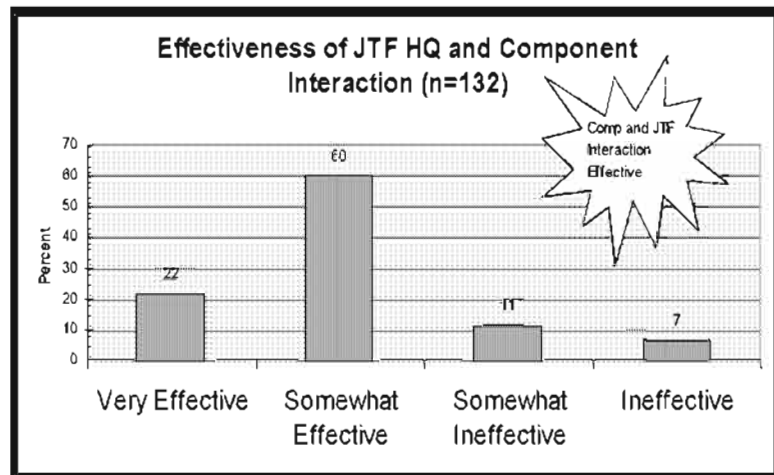 Effectiveness of JTF HQ and Component
Interaction (n=132)
Comp and JTF
Interaction
Effective
70
60
50
40
30
20
10
0
Percent
22
60
11
7
Very Effective
Somewhat
Effective
Somewhat
Ineffective
Ineffective